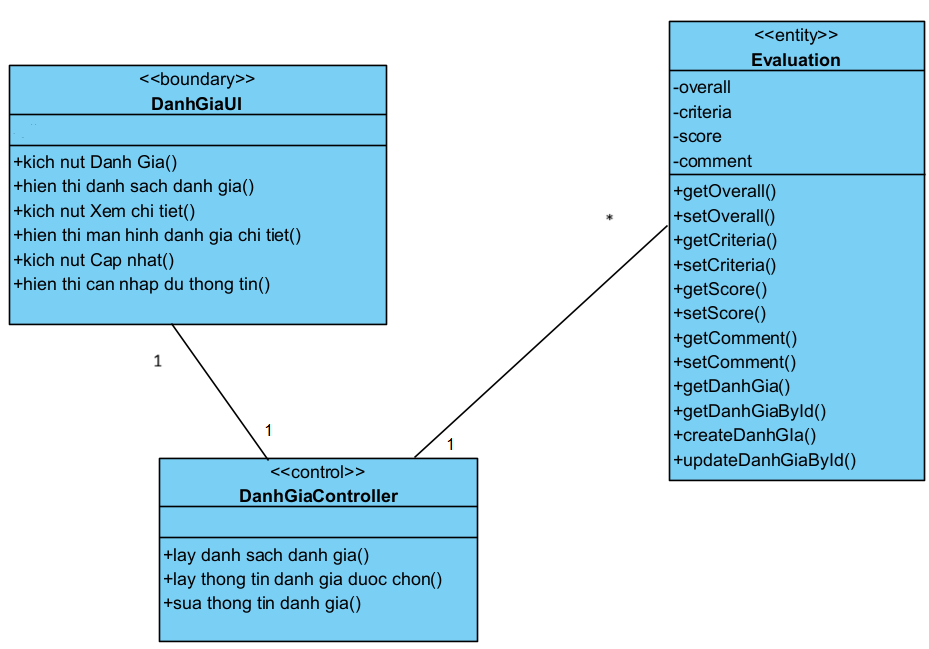 <<boundary>>
DanhGiaUI
+kich nut Danh Gia()
+hien thi danh sach danh gia()
+kich nut Xem chi tiet()
+hien thi man hinh danh gia chi tiet()
+kich nut Cap nhat()
+hien thi can nhap du thong tin()
<<entity>>
Evaluation
-overall
-criteria
-score
-comment
+getOverall()
+setOverall()
+getCriteria()
+setCriteria()
+getScore()
+setScore()
+getComment()
+setComment()
+getDanhGia()
+getDanhGiaById()
+createDanhGIa()
+updateDanhGiaById()
*
1
1
1
<<control>>
DanhGiaController
+lay danh sach danh gia()
+lay thong tin danh gia duoc chon()
+sua thong tin danh gia()